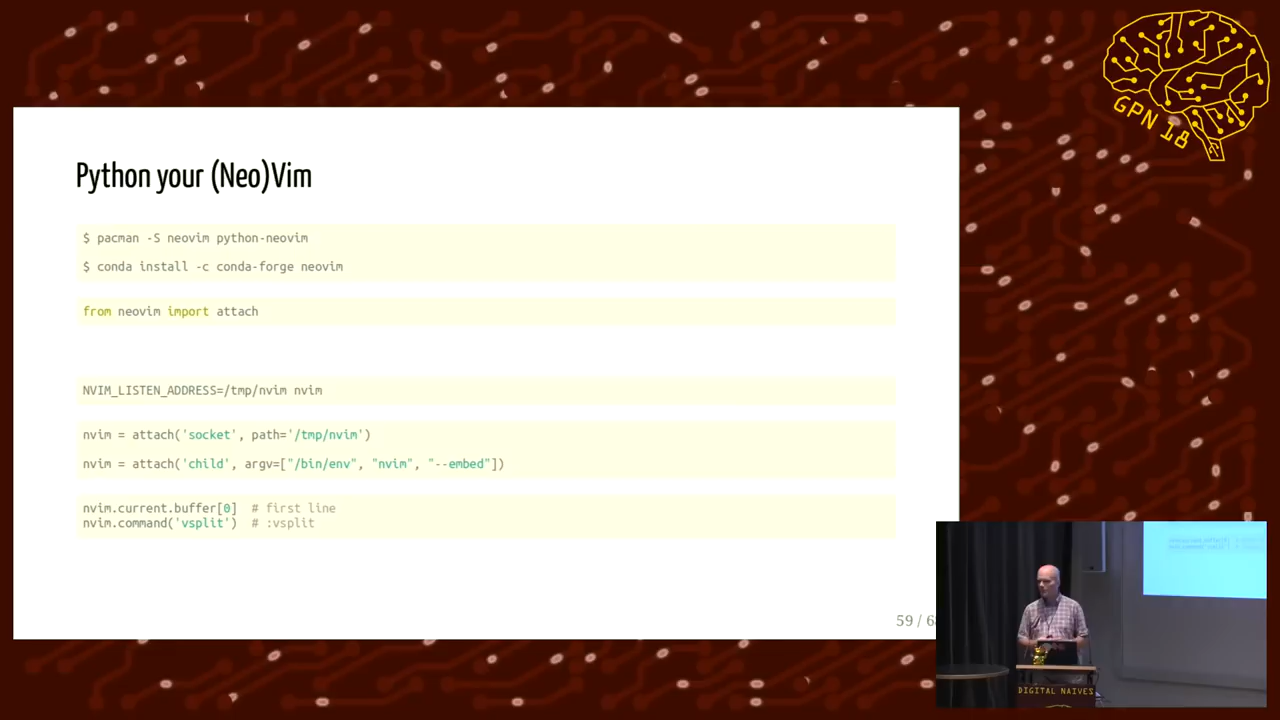 GPN 18
Python your (Neo)Vim
$ pacman -S neovim python-neovim
$ conda install -c conda-forge neovim
from neovim import attach
NVIM_LISTEN_ADDRESS=/tmp/nvim nvim
nvim = attach('socket', path='/tmp/nvim')
nvim = attach('child', argv=["/bin/env", "nvim", "--embed"])
nvim.current.buffer[0]  # first line
nvim.command('vsplit')  # :vsplit
59 /
DIGITAL NAIVES